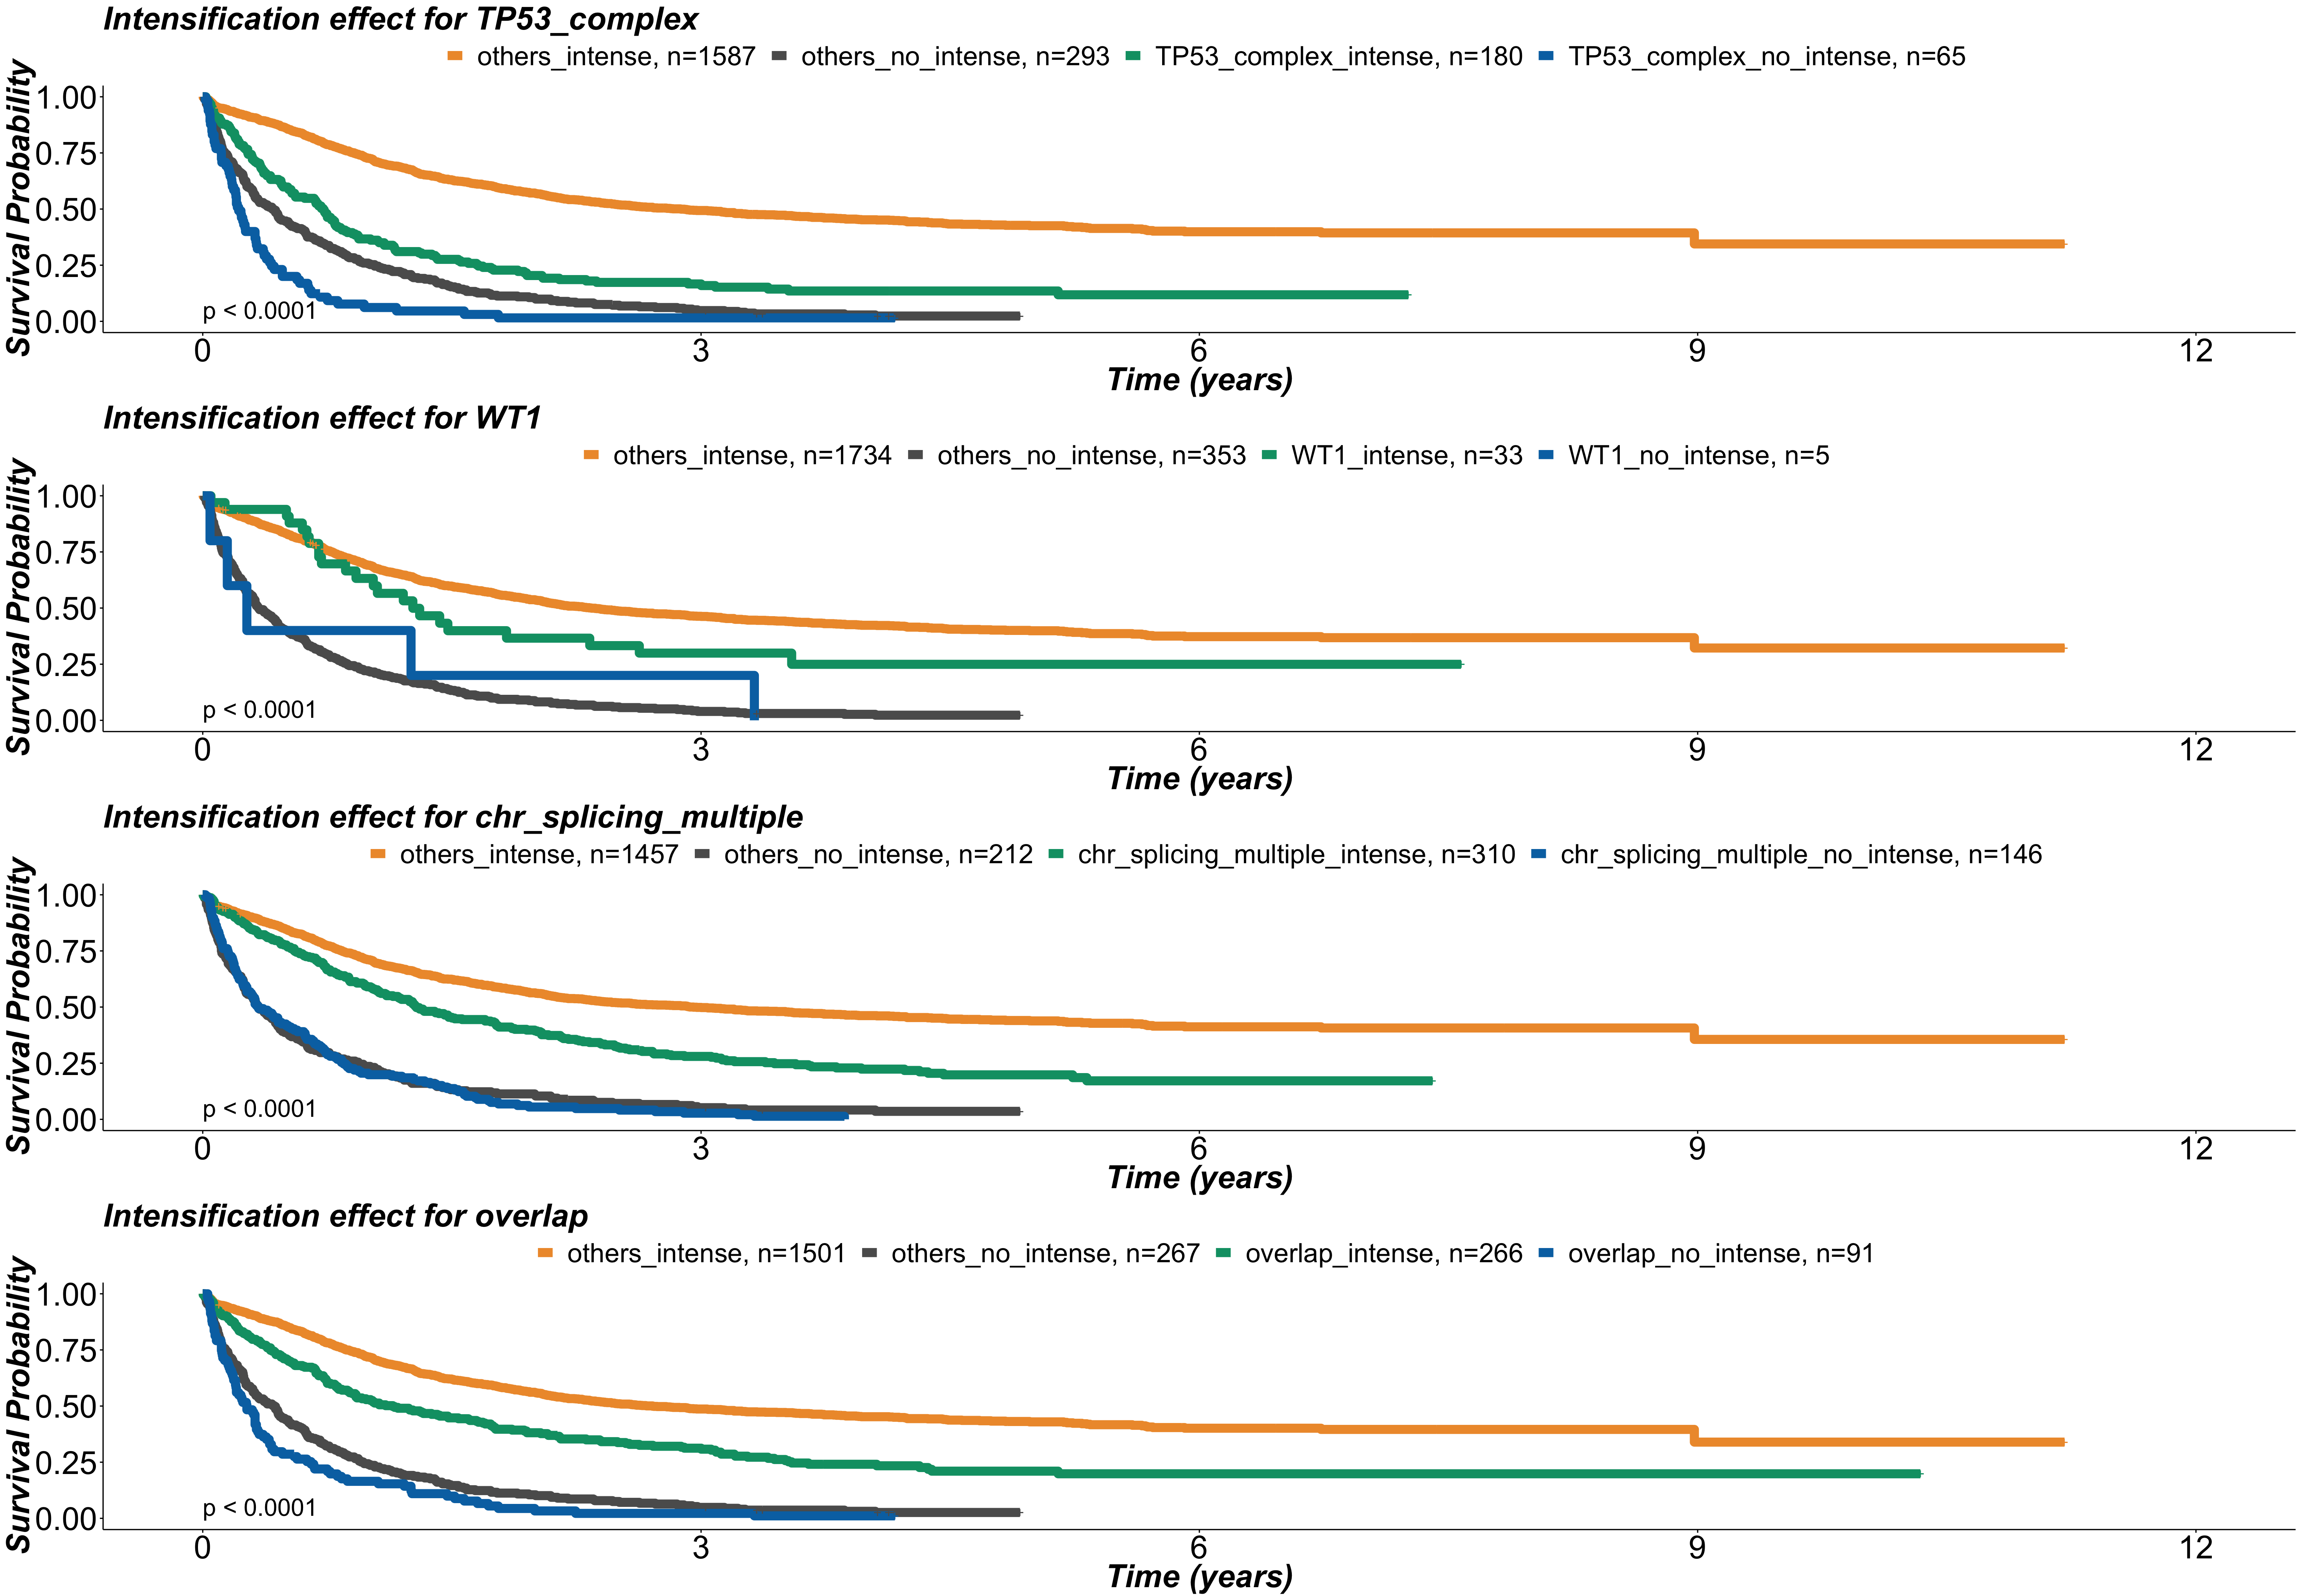 Intensification effect for TP53_complex
others_intense, n=1587 others_no_intense, n=293 TP53_complex_intense, n=180 TP53_complex_no_intense, n=65
Survival Probability
1.00
0.75
0.50
0.25
0.00
p < 0.0001
0 3 6 9 12
Time (years)
Intensification effect for WT1
others_intense, n=1734 others_no_intense, n=353 WT1_intense, n=33 WT1_no_intense, n=5
Survival Probability
1.00
0.75
0.50
0.25
0.00
p < 0.0001
0 3 6 9 12
Time (years)
Intensification effect for chr_splicing_multiple
others_intense, n=1457 others_no_intense, n=212 chr_splicing_multiple_intense, n=310 chr_splicing_multiple_no_intense, n=146
Survival Probability
1.00
0.75
0.50
0.25
0.00
p < 0.0001
0 3 6 9 12
Time (years)
Intensification effect for overlap
others_intense, n=1501 others_no_intense, n=267 overlap_intense, n=266 overlap_no_intense, n=91
Survival Probability
1.00
0.75
0.50
0.25
0.00
p < 0.0001
0 3 6 9 12
Time (years)